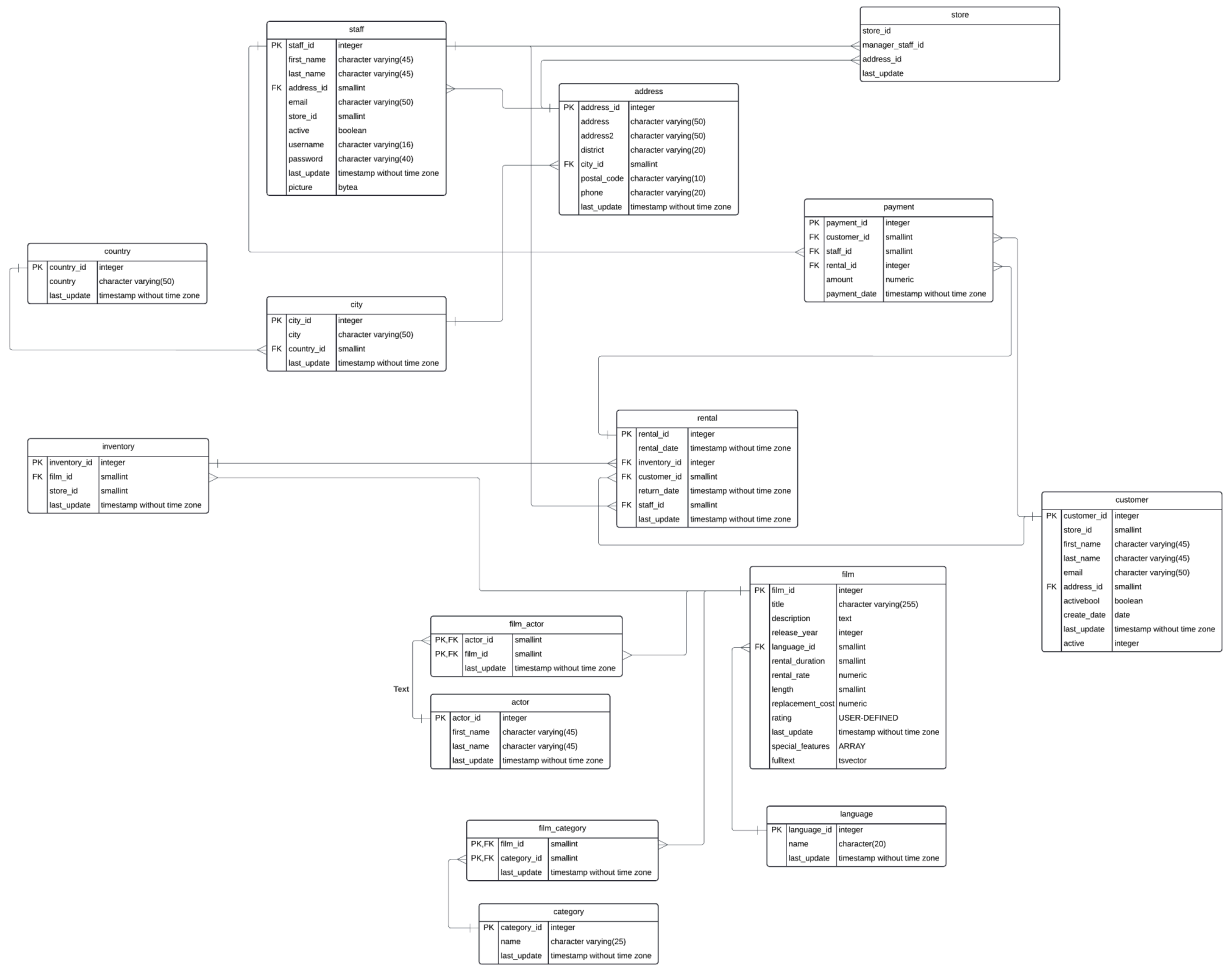 staff
PK staff_id integer
first_name character varying(45)
last_name character varying(45)
FK address_id smallint
email character varying(50)
store_id smallint
active boolean
username character varying(16)
password character varying(40)
last_update timestamp without time zone
picture bytea
store
store_id
manager_staff_id
address_id
last_update
address
PK address_id integer
address character varying(50)
address2 character varying(50)
district character varying(20)
FK city_id smallint
postal_code character varying(10)
phone character varying(20)
last_update timestamp without time zone
payment
PK payment_id integer
FK customer_id smallint
FK staff_id smallint
FK rental_id integer
amount numeric
payment_date timestamp without time zone
country
PK country_id integer
country character varying(50)
last_update timestamp without time zone
city
PK city_id integer
city character varying(50)
FK country_id smallint
last_update timestamp without time zone
rental
PK rental_id integer
rental_date timestamp without time zone
FK inventory_id integer
FK customer_id smallint
return_date timestamp without time zone
FK staff_id smallint
last_update timestamp without time zone
inventory
PK inventory_id integer
FK film_id smallint
store_id smallint
last_update timestamp without time zone
customer
PK customer_id integer
store_id smallint
first_name character varying(45)
last_name character varying(45)
email character varying(50)
FK address_id smallint
activebool boolean
create_date date
last_update timestamp without time zone
active integer
film
PK film_id integer
title character varying(255)
description text
release_year integer
FK language_id smallint
rental_duration smallint
rental_rate numeric
length smallint
replacement_cost numeric
rating USER-DEFINED
last_update timestamp without time zone
special_features ARRAY
fulltext tsvector
film_actor
PK,FK actor_id smallint
PK,FK film_id smallint
last_update timestamp without time zone
Text
actor
PK actor_id integer
first_name character varying(45)
last_name character varying(45)
last_update timestamp without time zone
language
PK language_id integer
name character(20)
last_update timestamp without time zone
film_category
PK,FK film_id smallint
PK,FK category_id smallint
last_update timestamp without time zone
category
PK category_id integer
name character varying(25)
last_update timestamp without time zone